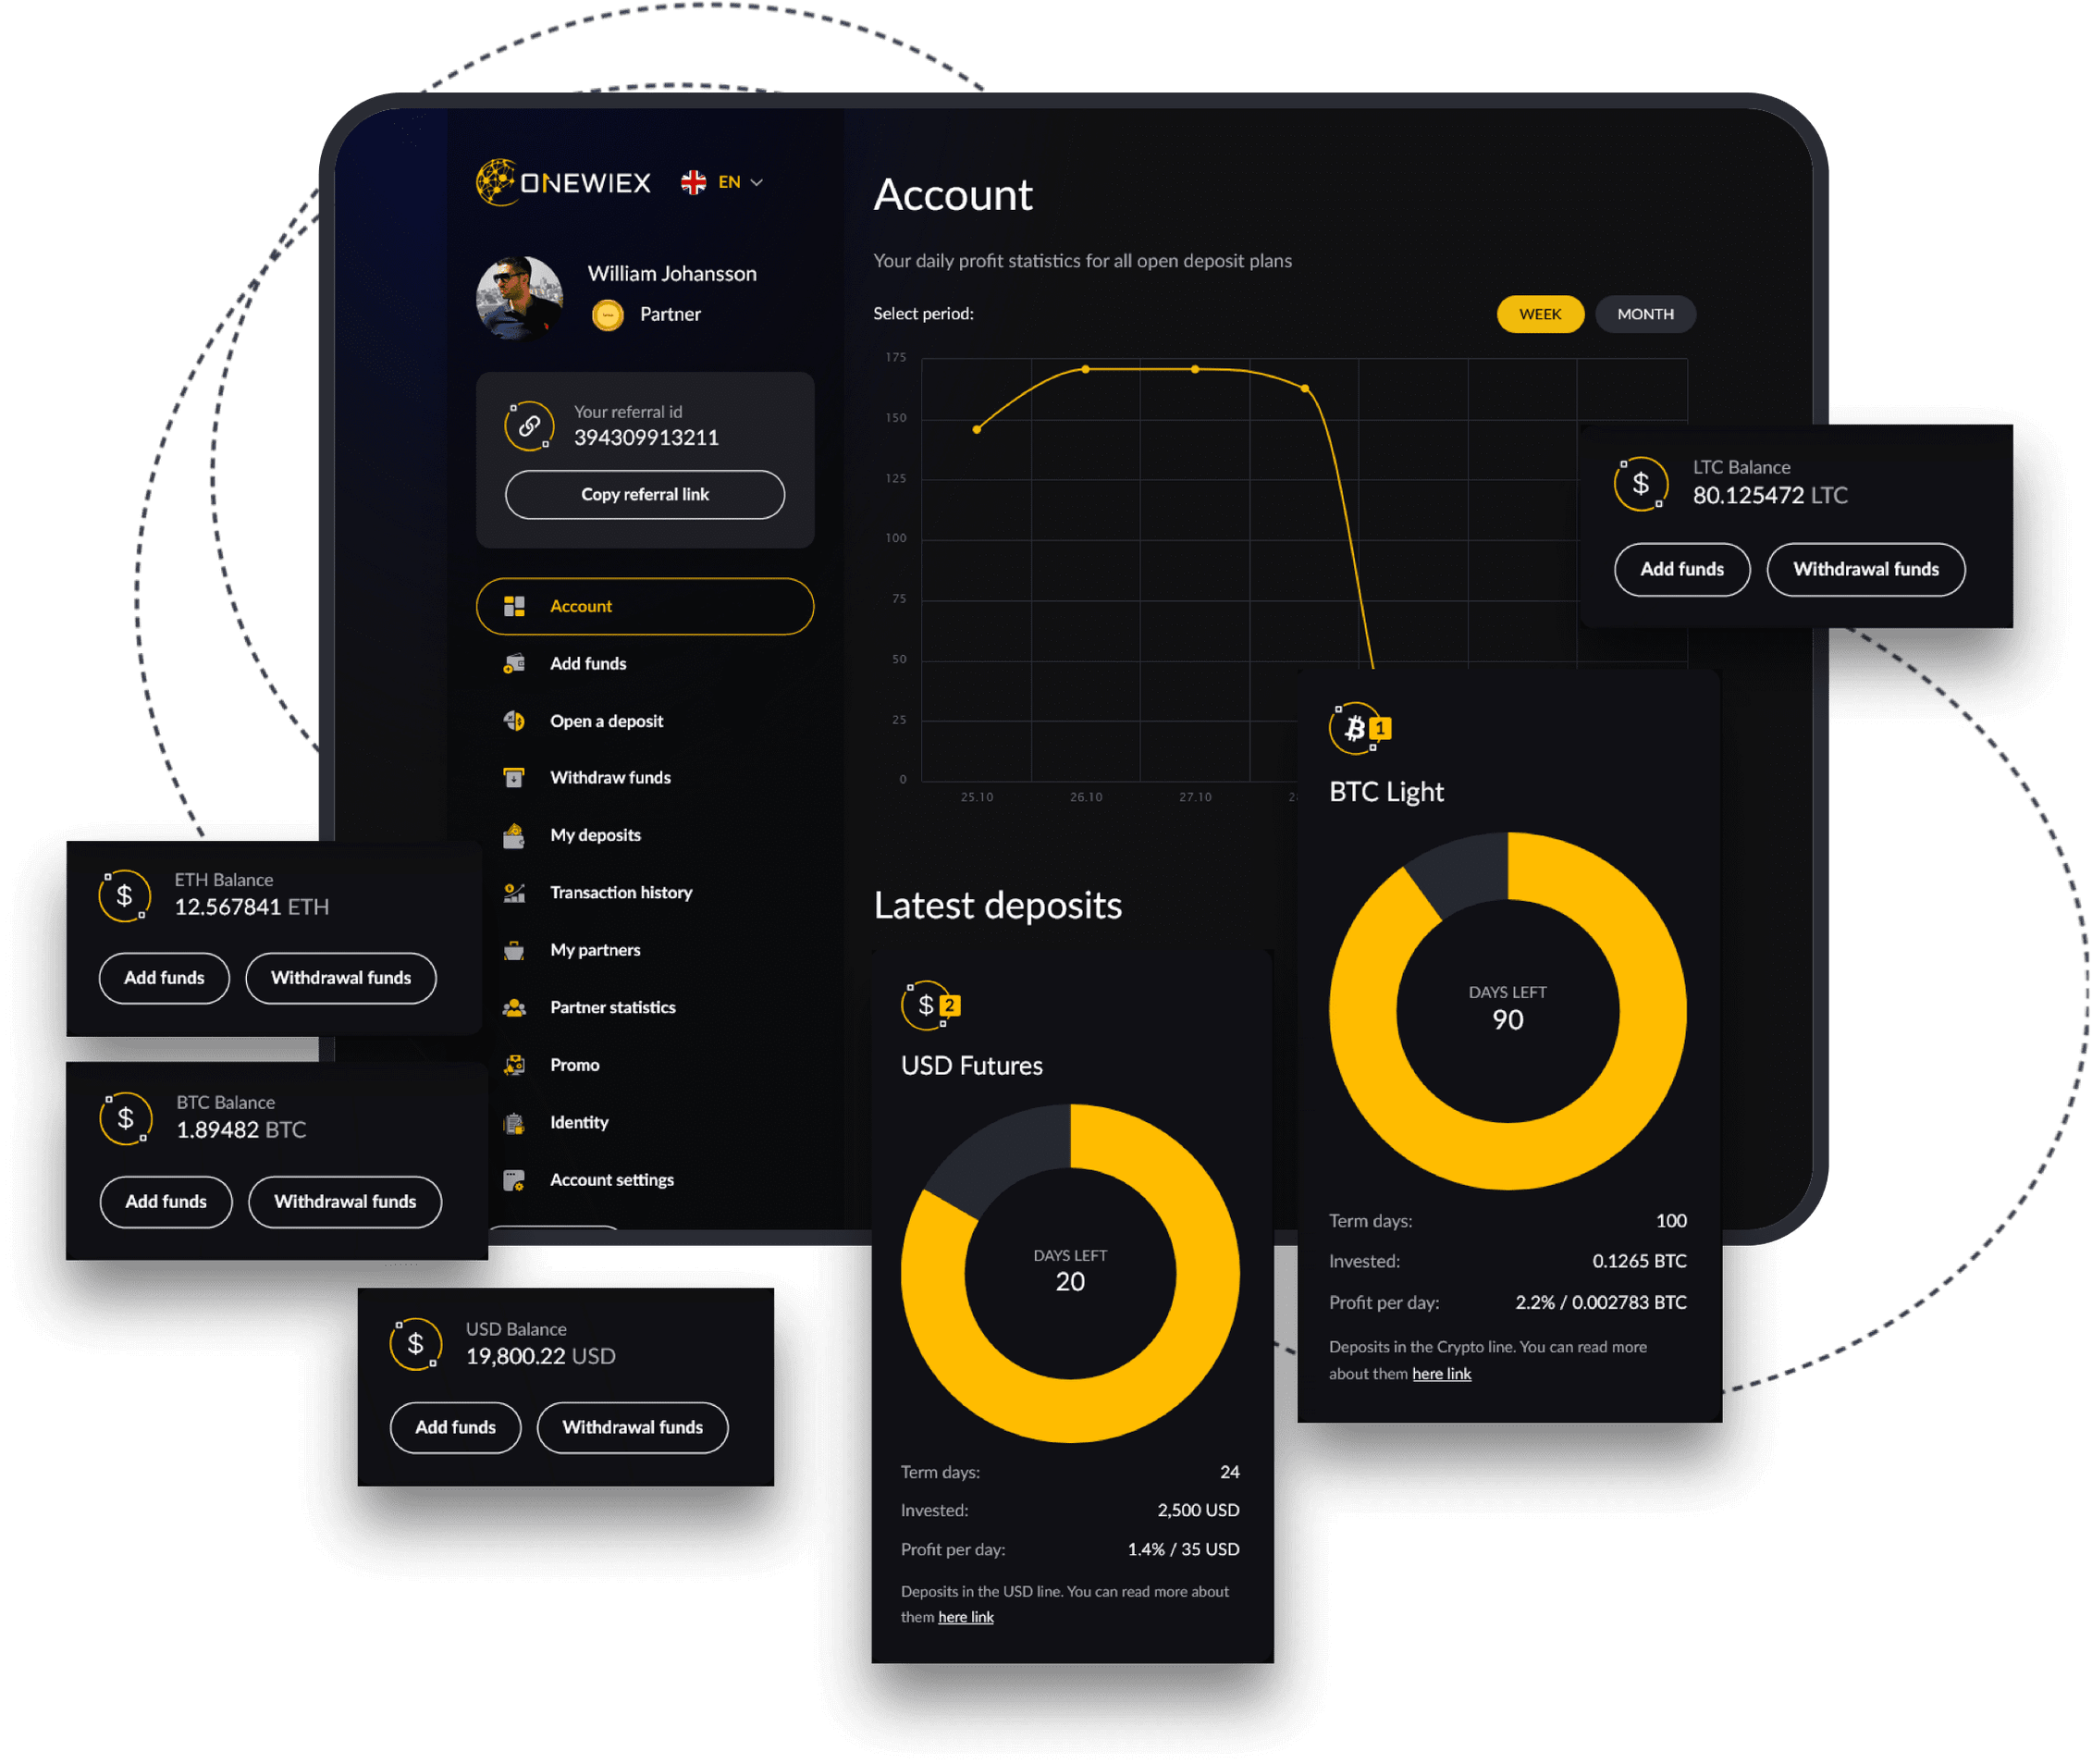 ONEWIEX
EN
William Johansson
Partner
Your referral id
394309913211
Copy referral link
Account
Add funds
Open a deposit
Withdraw funds
My deposits
Transaction history
My partners
Partner statistics
Promo
Identity
Account settings
Account
Your daily profit statistics for all open deposit plans
Select period:
WEEK
MONTH
175
150
125
100
75
50
25
0
25.10
26.10
27.10
LTC Balance
80.125472 LTC
Add funds
Withdrawal funds
ETH Balance
12.567841 ETH
Add funds
Withdrawal funds
BTC Balance
1.89482 BTC
Add funds
Withdrawal funds
USD Balance
19,800.22 USD
Add funds
Withdrawal funds
Latest deposits
$ 2
USD Futures
DAYS LEFT
20
Term days: 24
Invested: 2,500 USD
Profit per day: 1.4% / 35 USD
Deposits in the USD line. You can read more about
them here link
1
BTC Light
DAYS LEFT
90
Term days: 100
Invested: 0.1265 BTC
Profit per day: 2.2% / 0.002783 BTC
Deposits in the Crypto line. You can read more
about them here link